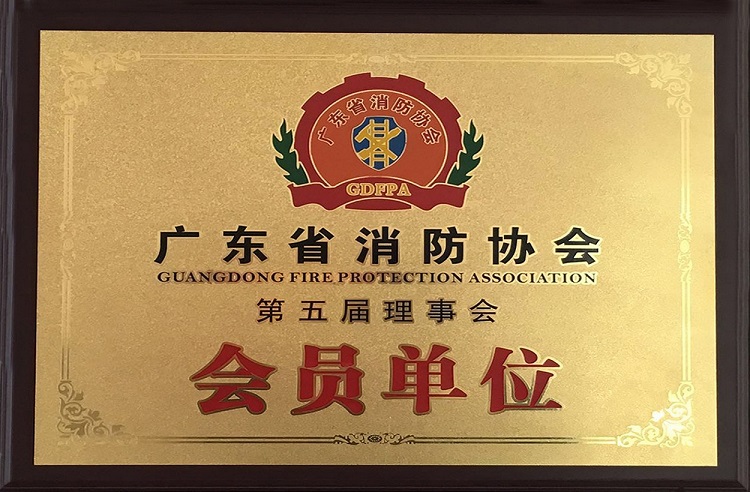 广东省消防协会
GDFPA
广东省消防协会
GUANGDONG FIRE PROTECTION ASSOCIATION
第五届理事会
会员单位